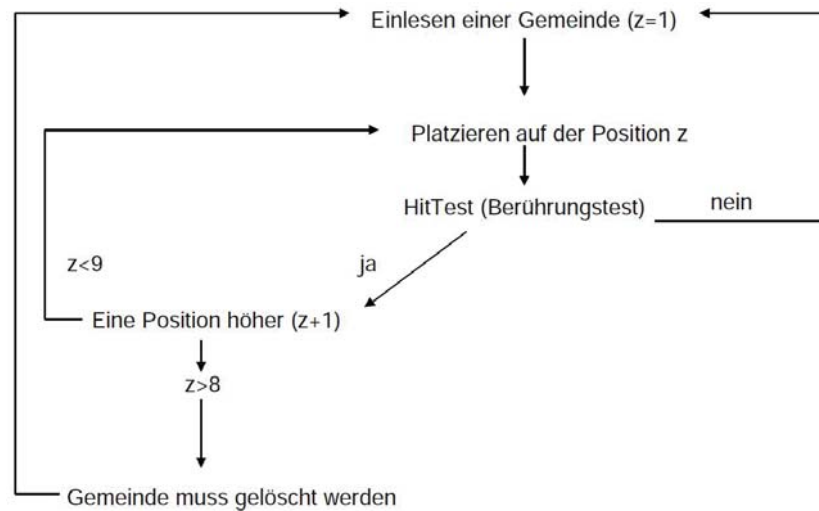 Einlesen einer Gemeinde (z=1)
Platzieren auf der Position z
HitTest (Berührungstest)
nein
z<9
ja
Eine Position höher (z+1)
z>8
Gemeinde muss gelöscht werden